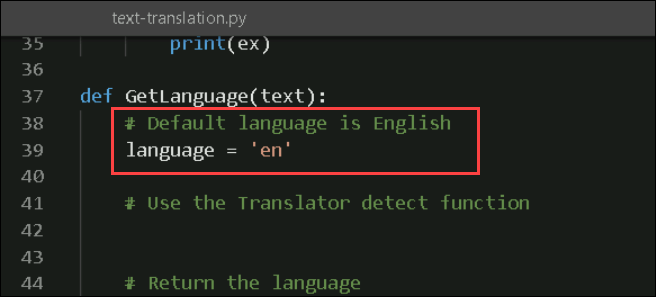 text-translation.py
35 print(ex)
36
37 def GetLanguage(text):
38 # Default language is English
39 language = 'en'
40
41 # Use the Translator detect function
42
43
44 # Return the language